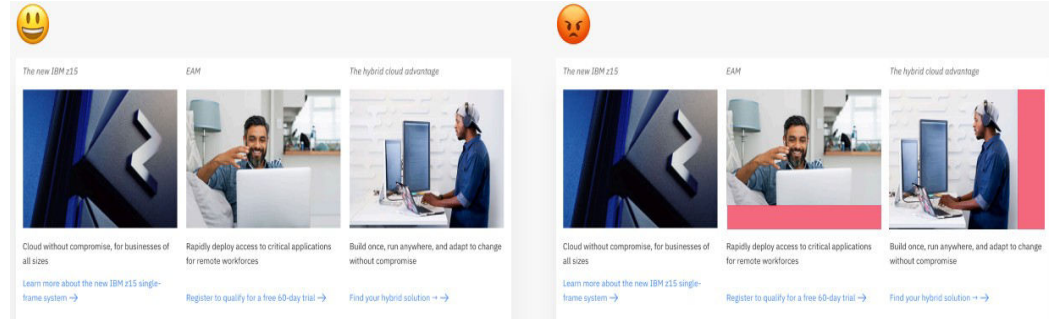 The new IBM z15
EAM
The hybrid cloud advantage
Z
Cloud without compromise, for businesses of
all sizes
Rapidly deploy access to critical applications
for remote workforces
Build once, run anywhere, and adapt to change
without compromise
Learn more about the new IBM z15 single-
frame system →
Register to qualify for a free 60-day trial →
Find your hybrid solution → →
The new IBM z15
EAM
The hybrid cloud advantage
Z
Cloud without compromise, for businesses of
all sizes
Rapidly deploy access to critical applications
for remote workforces
Build once, run anywhere, and adapt to change
without compromise
Learn more about the new IBM z15 single-
frame system →
Register to qualify for a free 60-day trial →
Find your hybrid solution → →